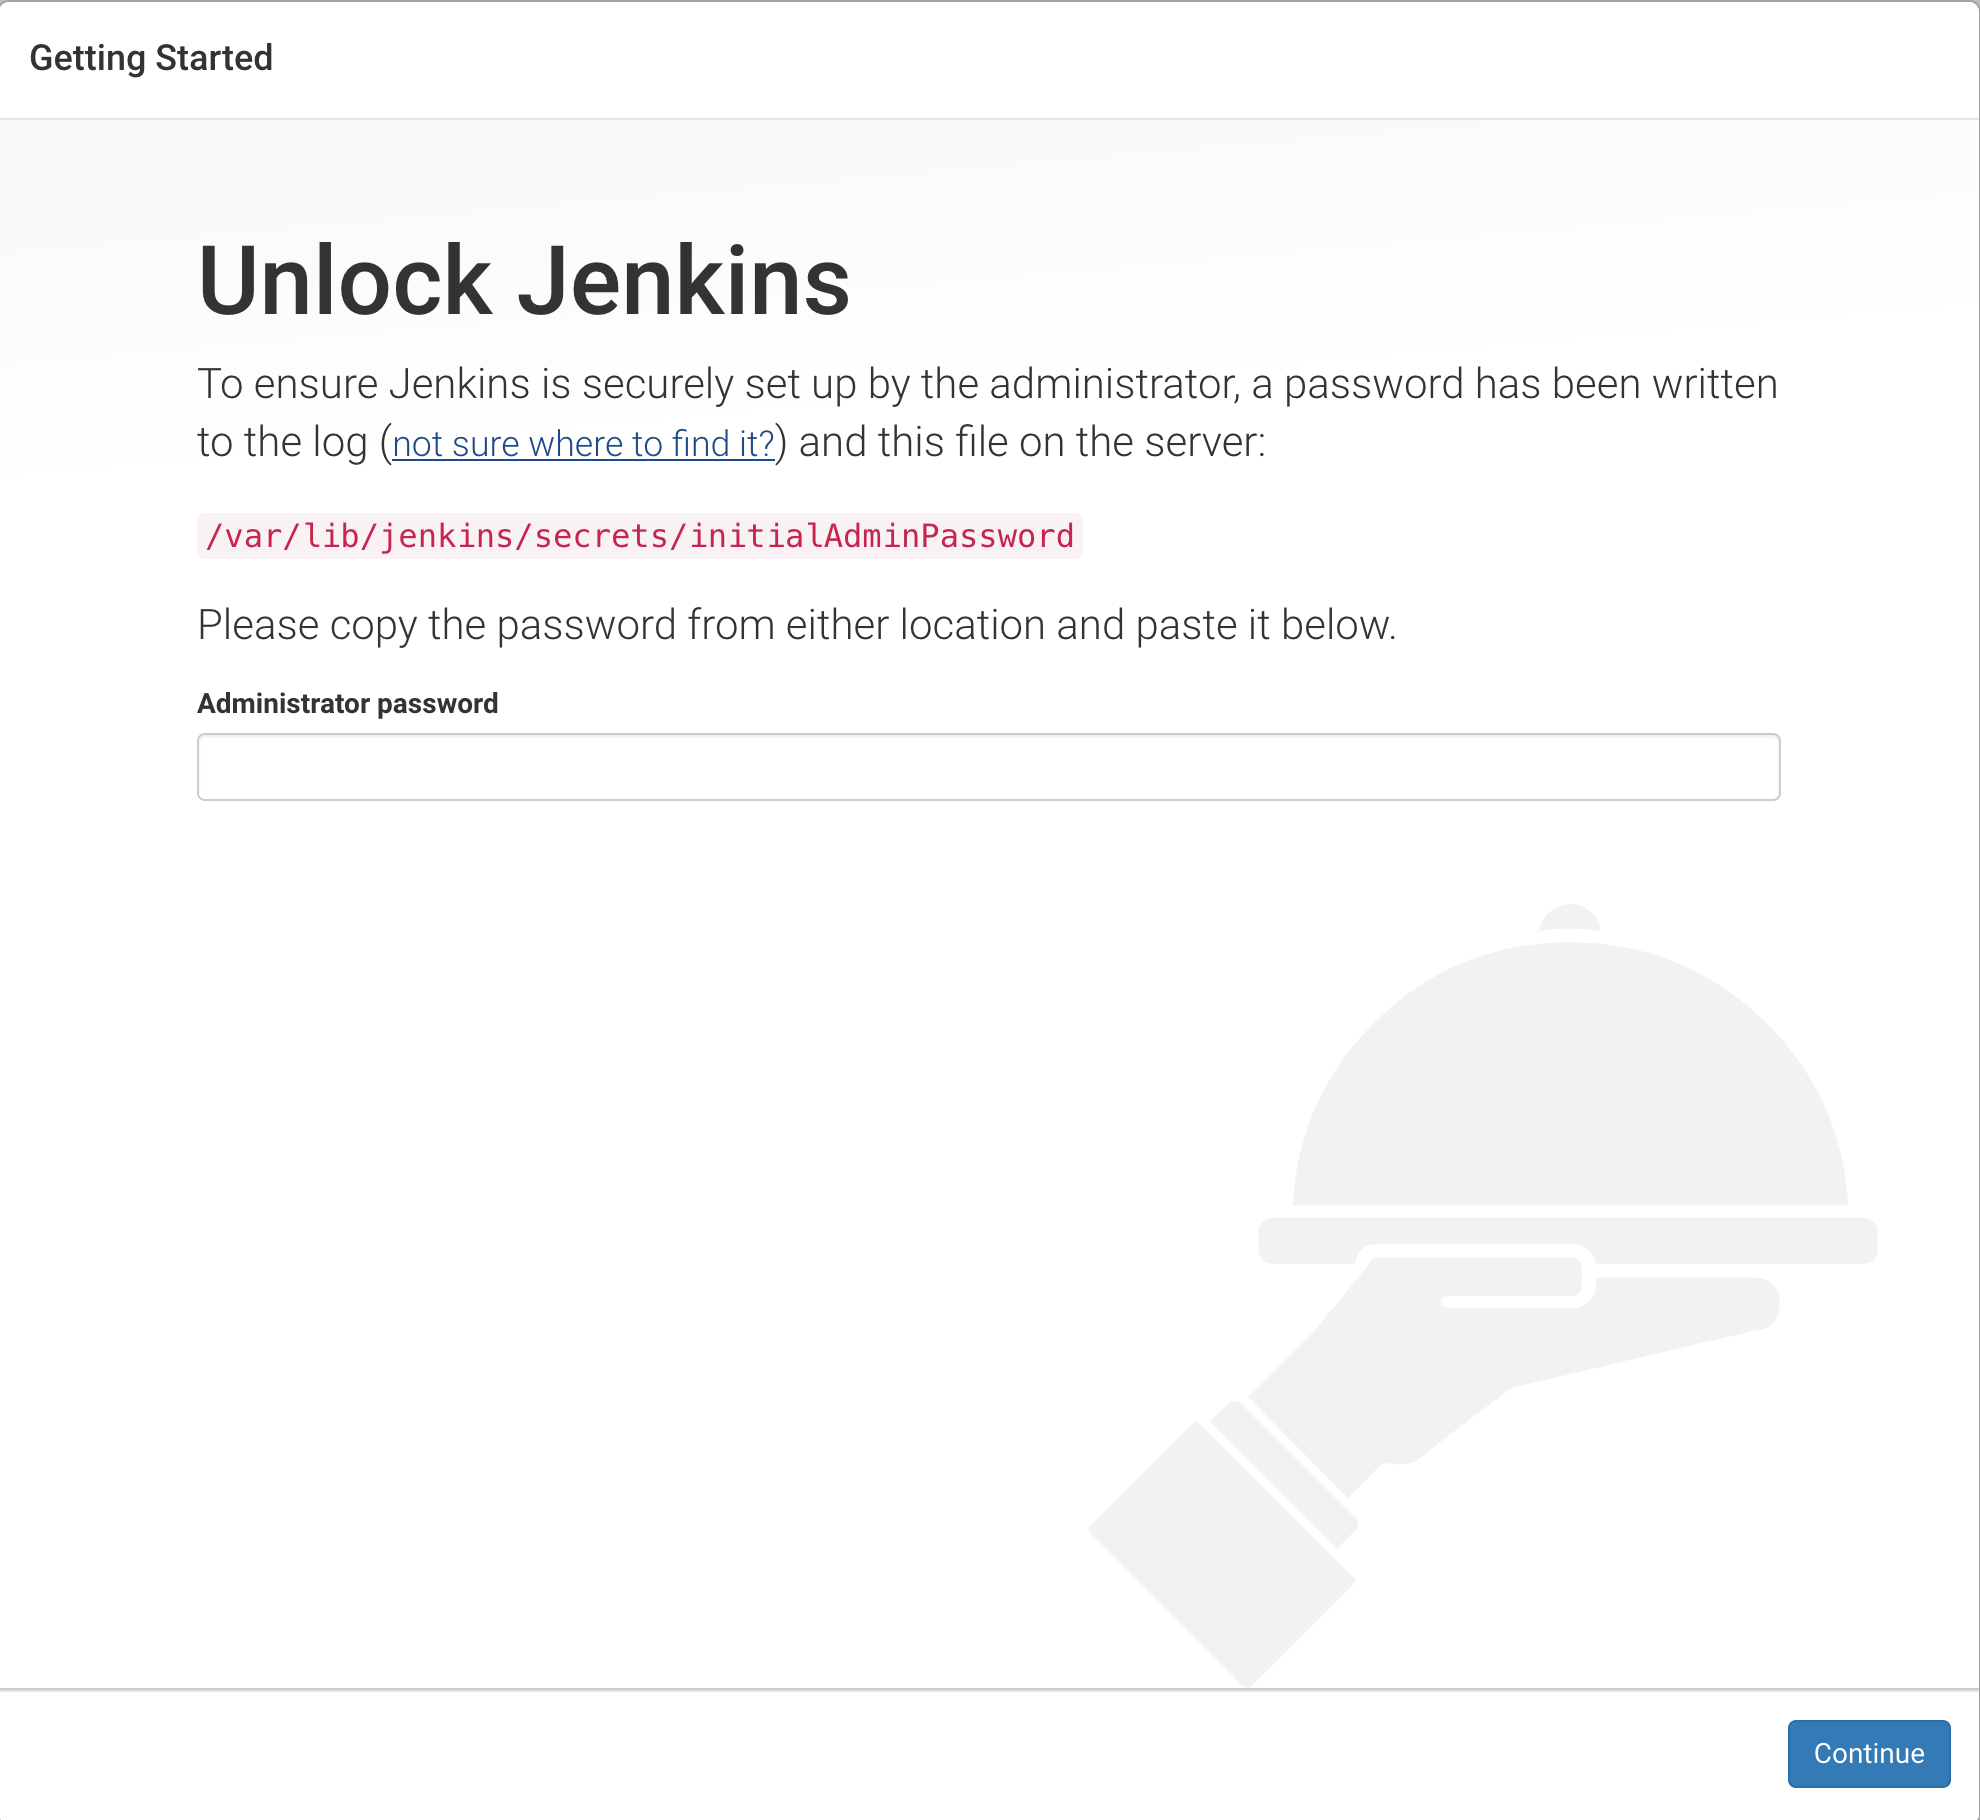 Getting Started
Unlock Jenkins
To ensure Jenkins is securely set up by the administrator, a password has been written
to the log (not sure where to find it?) and this file on the server:
/var/lib/jenkins/secrets/initialAdminPassword
Please copy the password from either location and paste it below.
Administrator password
Continue